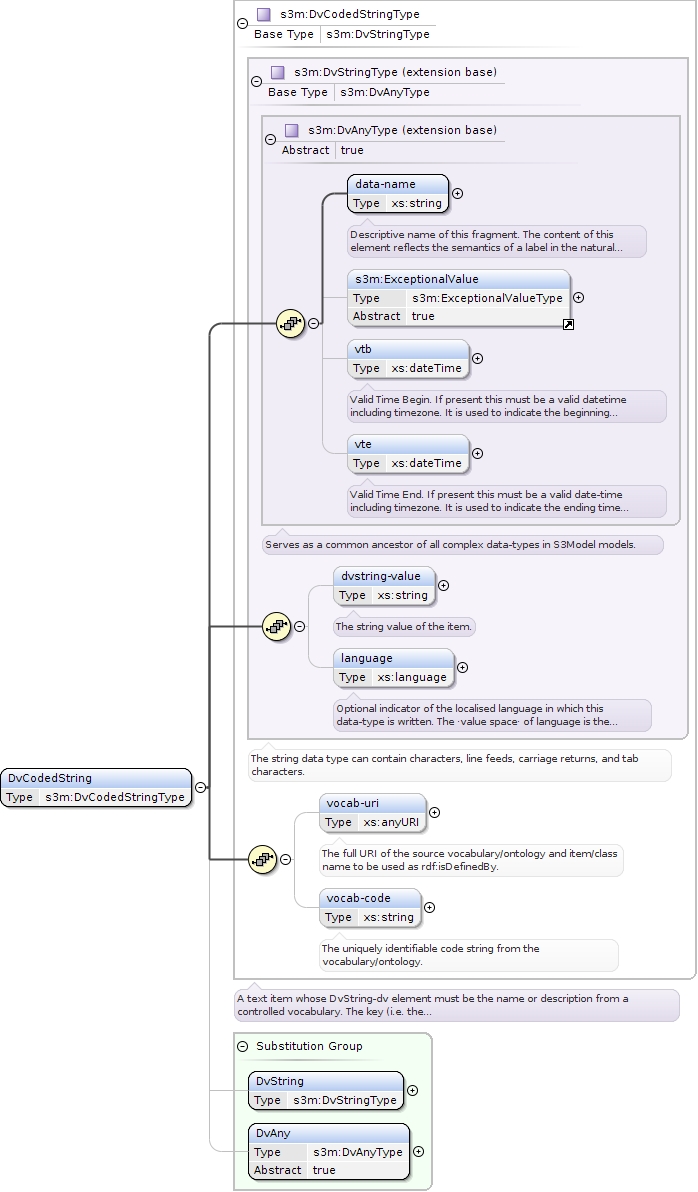 s3m:DvCodedStringType
Base Type s3m:DvStringType
s3m:DvStringType (extension base)
Base Type s3m:DvAnyType
s3m:DvAnyType (extension base)
Abstract true
data-name
Type xs:string
Descriptive name of this fragment. The content of this
element reflects the semantics of a label in the natural...
s3m:ExceptionalValue
Type s3m:ExceptionalValueType
Abstract true
vtb
Type xs:dateTime
Valid Time Begin. If present this must be a valid datetime
including timezone. It is used to indicate the beginning...
vte
Type xs:dateTime
Valid Time End. If present this must be a valid date-time
including timezone. It is used to indicate the ending time...
Serves as a common ancestor of all complex data-types in S3Model models.
dvstring-value
Type xs:string
The string value of the item.
language
Type xs:language
Optional indicator of the localised language in which this
data-type is written. The ·value space· of language is the...
The string data type can contain characters, line feeds, carriage returns, and tab
characters.
DvCodedString
Type s3m:DvCodedStringType
vocab-uri
Type xs:anyURI
The full URI of the source vocabulary/ontology and item/class
name to be used as rdf:isDefinedBy.
vocab-code
Type xs:string
The uniquely identifiable code string from the
vocabulary/ontology.
A text item whose DvString-dv element must be the name or description from a
controlled vocabulary. The key (i.e. the...
Substitution Group
DvString
Type s3m:DvStringType
DvAny
Type s3m:DvAnyType
Abstract true